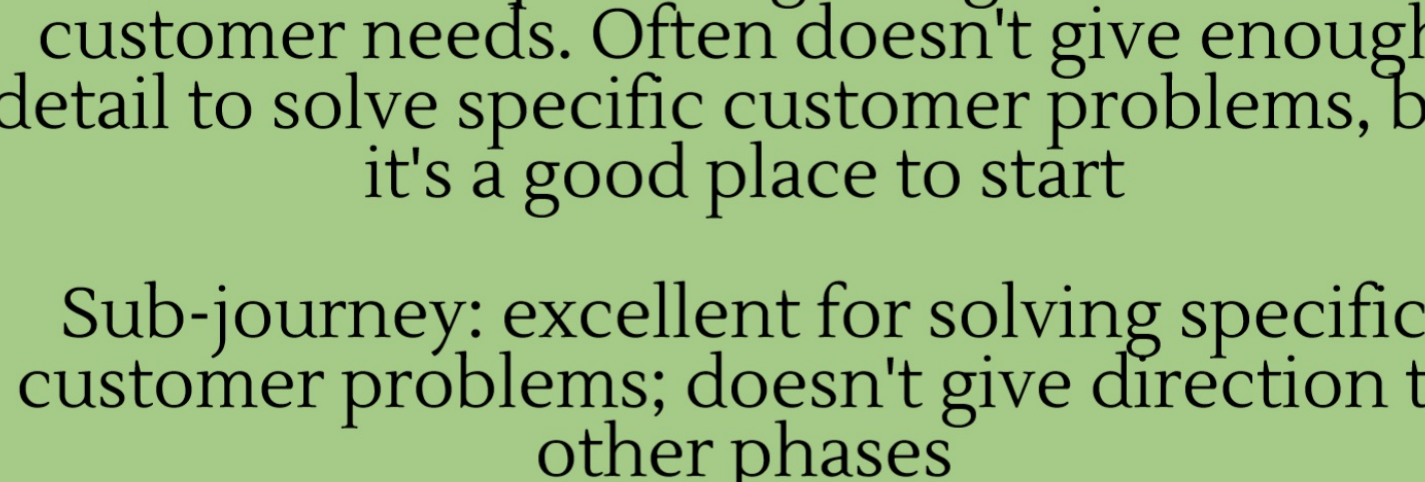 customer needs. Often doesn't give enough
detail to solve specific customer problems, b
it's a good place to start
Sub-journey: excellent for solving specific
customer problems; doesn't give direction t
other phases